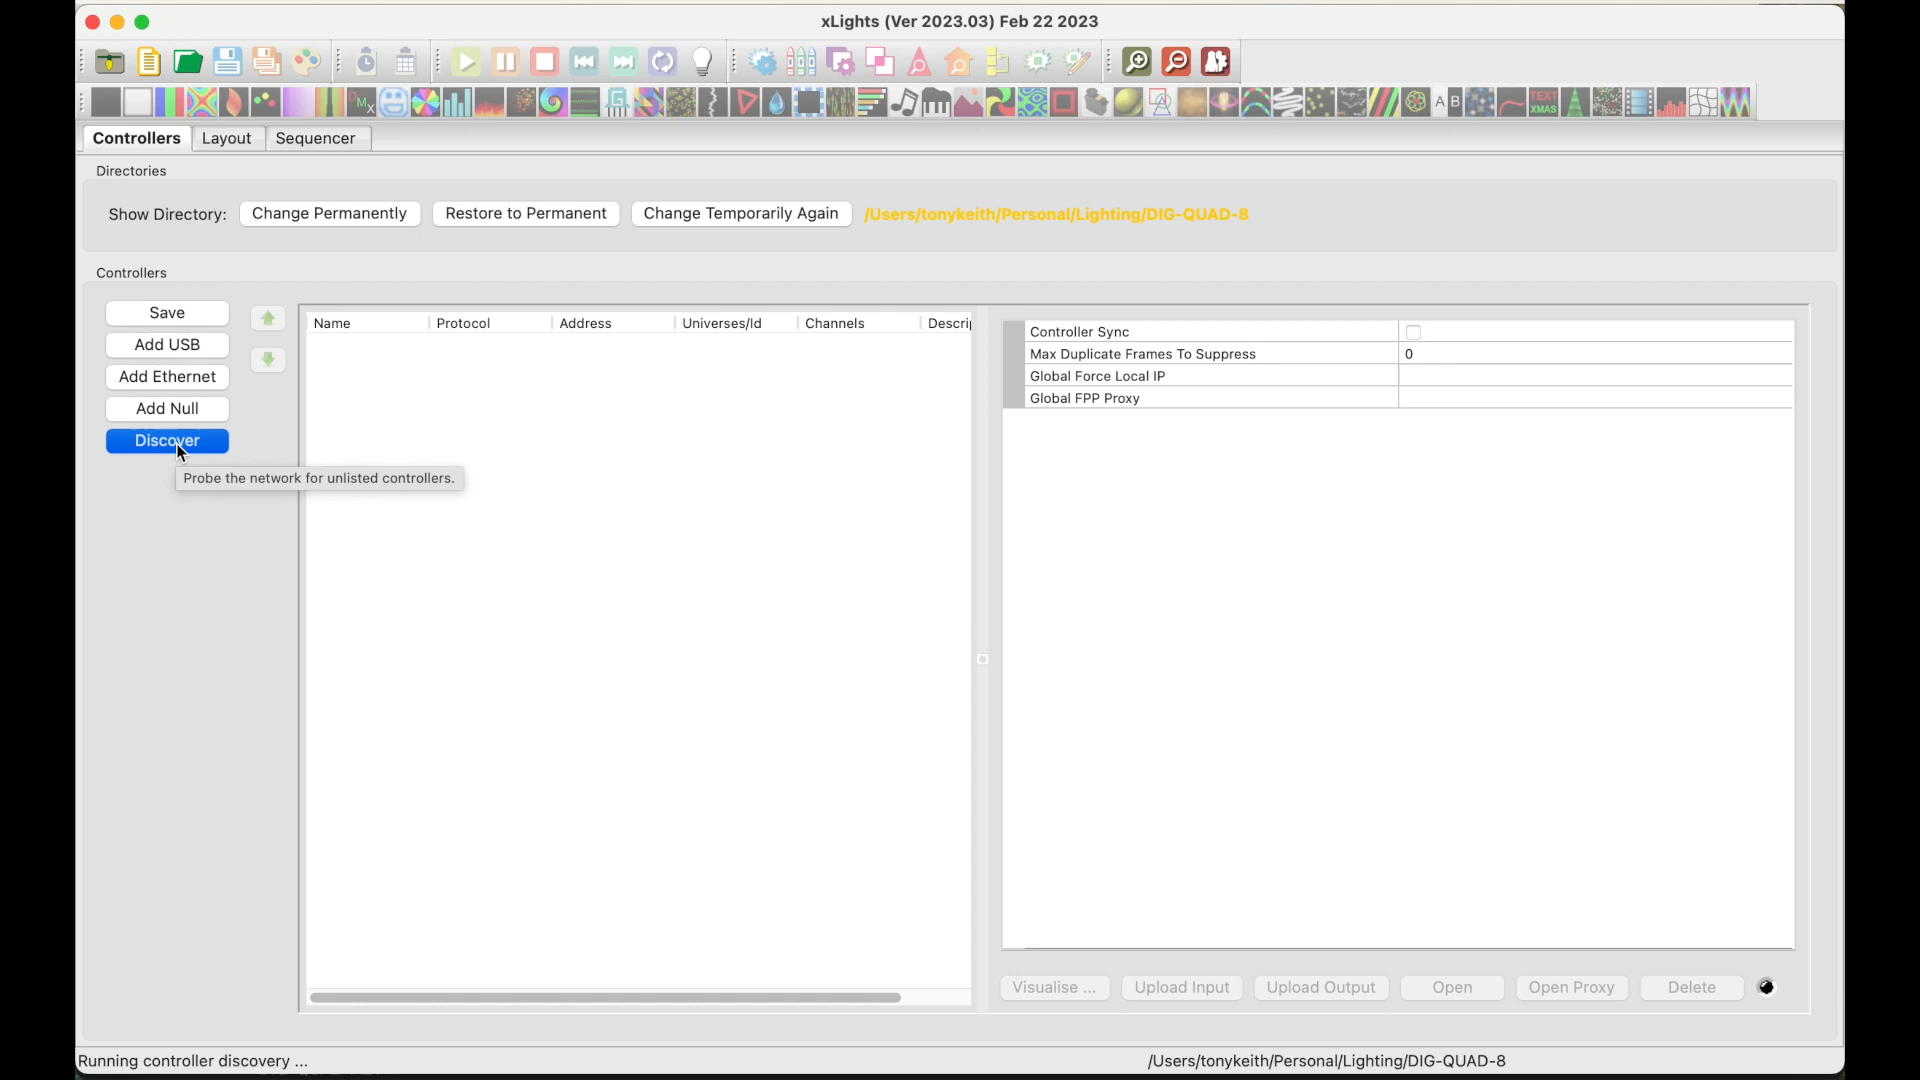 xLights (Ver 2023.03) Feb 22 2023
Controllers Layout Sequencer
Directories
Show Directory: Change Permanently Restore to Permanent Change Temporarily Again /Users/tonykeith/Personal/Lighting/DIG-QUAD-8
Controllers
Save
Add USB
Add Ethernet
Add Null
Discover
Probe the network for unlisted controllers.
Name Protocol Address Universes/Id Channels Descri
Controller Sync
Max Duplicate Frames To Suppress 0
Global Force Local IP
Global FPP Proxy
Visualise ... Upload Input Upload Output Open Open Proxy Delete
Running controller discovery ... /Users/tonykeith/Personal/Lighting/DIG-QUAD-8